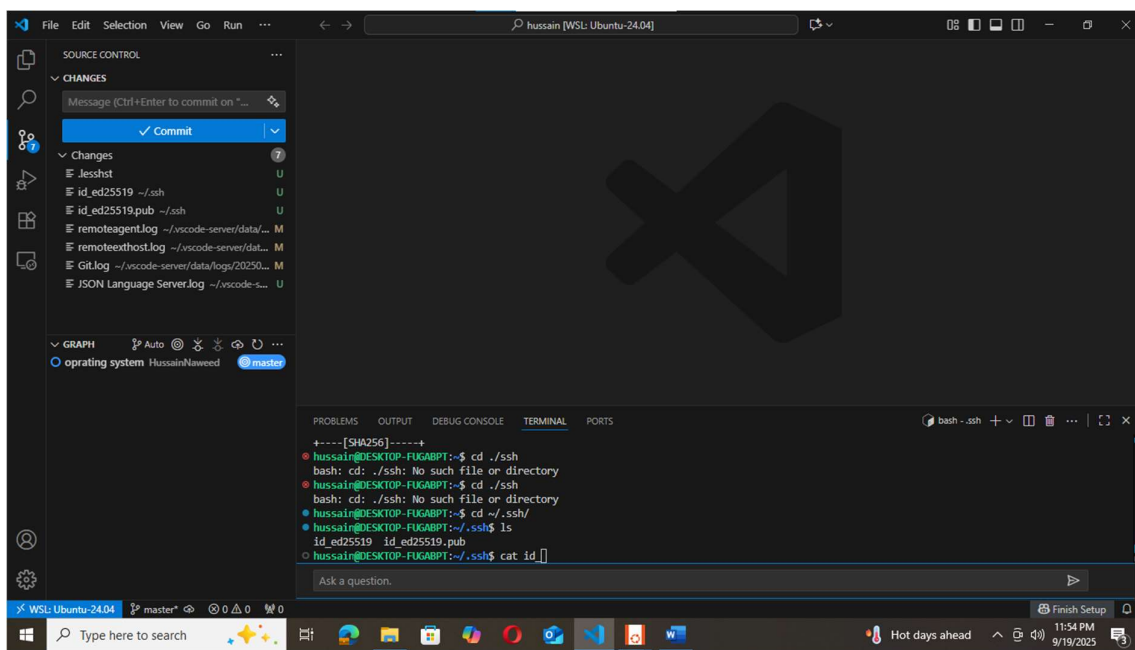 File Edit Selection View Go Run ···
hussain [WSL: Ubuntu-24.04]
SOURCE CONTROL ···
CHANGES
Message (Ctrl+Enter to commit on "...
Commit
Changes 7
.lesshst U
id_ed25519 ~/.ssh U
id_ed25519.pub ~/.ssh U
remoteagent.log ~/.vscode-server/data/... M
remoteexthost.log ~/.vscode-server/dat... M
Git.log ~/.vscode-server/data/logs/20250... M
JSON Language Server.log ~/.vscode-s... U
7
GRAPH Auto ···
oprating system HussainNaweed master
PROBLEMS OUTPUT DEBUG CONSOLE TERMINAL PORTS
bash - .ssh
+----[SHA256]-----+
hussain@DESKTOP-FUGABPT:~$ cd ./ssh
bash: cd: ./ssh: No such file or directory
hussain@DESKTOP-FUGABPT:~$ cd ./ssh
bash: cd: ./ssh: No such file or directory
hussain@DESKTOP-FUGABPT:~$ cd ~/.ssh/
hussain@DESKTOP-FUGABPT:~/.ssh$ ls
id_ed25519 id_ed25519.pub
hussain@DESKTOP-FUGABPT:~/.ssh$ cat id_
Ask a question.
WSL: Ubuntu-24.04 master* 0 0 0 Finish Setup
Type here to search
Hot days ahead
11:54 PM
9/19/2025
3